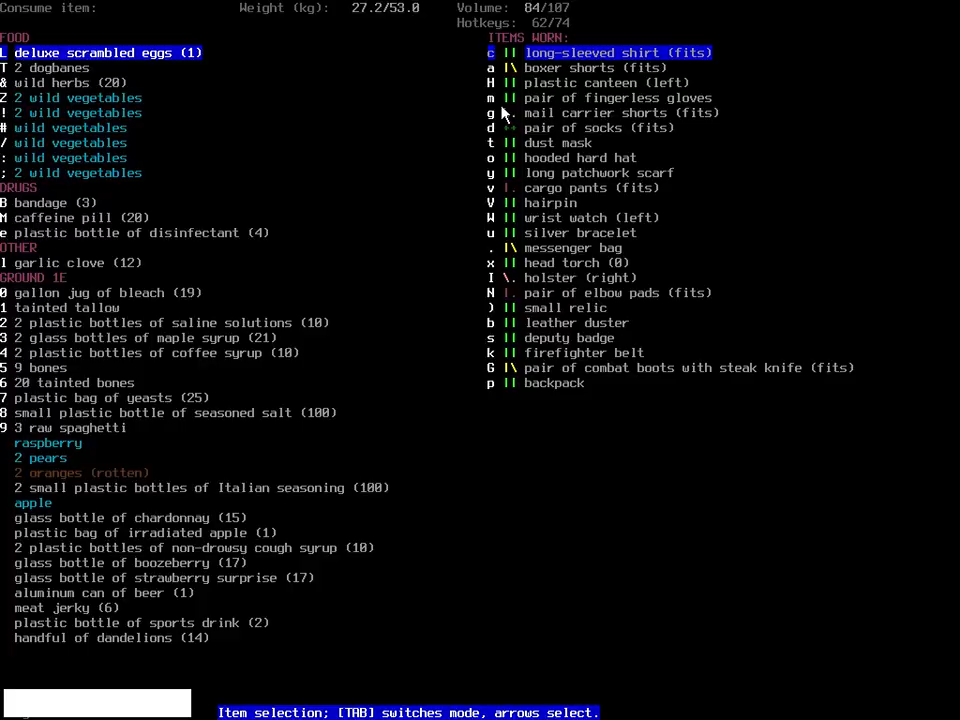 Consume item: Weight (kg): 27.2/53.0 Volume: 84/107
Hotkeys: 62/74
FOOD
L deluxe scrambled eggs (1)
T 2 dogbanes
& wild herbs (20)
Z 2 wild vegetables
! 2 wild vegetables
# wild vegetables
/ wild vegetables
: wild vegetables
; 2 wild vegetables
DRUGS
B bandage (3)
M caffeine pill (20)
e plastic bottle of disinfectant (4)
OTHER
l garlic clove (12)
GROUND 1E
0 gallon jug of bleach (19)
1 tainted tallow
2 2 plastic bottles of saline solutions (10)
3 2 glass bottles of maple syrup (21)
4 2 plastic bottles of coffee syrup (10)
5 9 bones
6 20 tainted bones
7 plastic bag of yeasts (25)
8 small plastic bottle of seasoned salt (100)
9 3 raw spaghetti
raspberry
2 pears
2 oranges (rotten)
2 small plastic bottles of Italian seasoning (100)
apple
glass bottle of chardonnay (15)
plastic bag of irradiated apple (1)
2 plastic bottles of non-drowsy cough syrup (10)
glass bottle of boozeberry (17)
glass bottle of strawberry surprise (17)
aluminum can of beer (1)
meat jerky (6)
plastic bottle of sports drink (2)
handful of dandelions (14)
ITEMS WORN:
c || long-sleeved shirt (fits)
a |\ boxer shorts (fits)
H || plastic canteen (left)
m || pair of fingerless gloves
g . mail carrier shorts (fits)
d ++ pair of socks (fits)
t || dust mask
o || hooded hard hat
y || long patchwork scarf
v |. cargo pants (fits)
V || hairpin
W || wrist watch (left)
u || silver bracelet
. |\ messenger bag
x || head torch (0)
I \. holster (right)
N |. pair of elbow pads (fits)
) || small relic
b || leather duster
s || deputy badge
k || firefighter belt
G |\ pair of combat boots with steak knife (fits)
p || backpack
Item selection; [TAB] switches mode, arrows select.